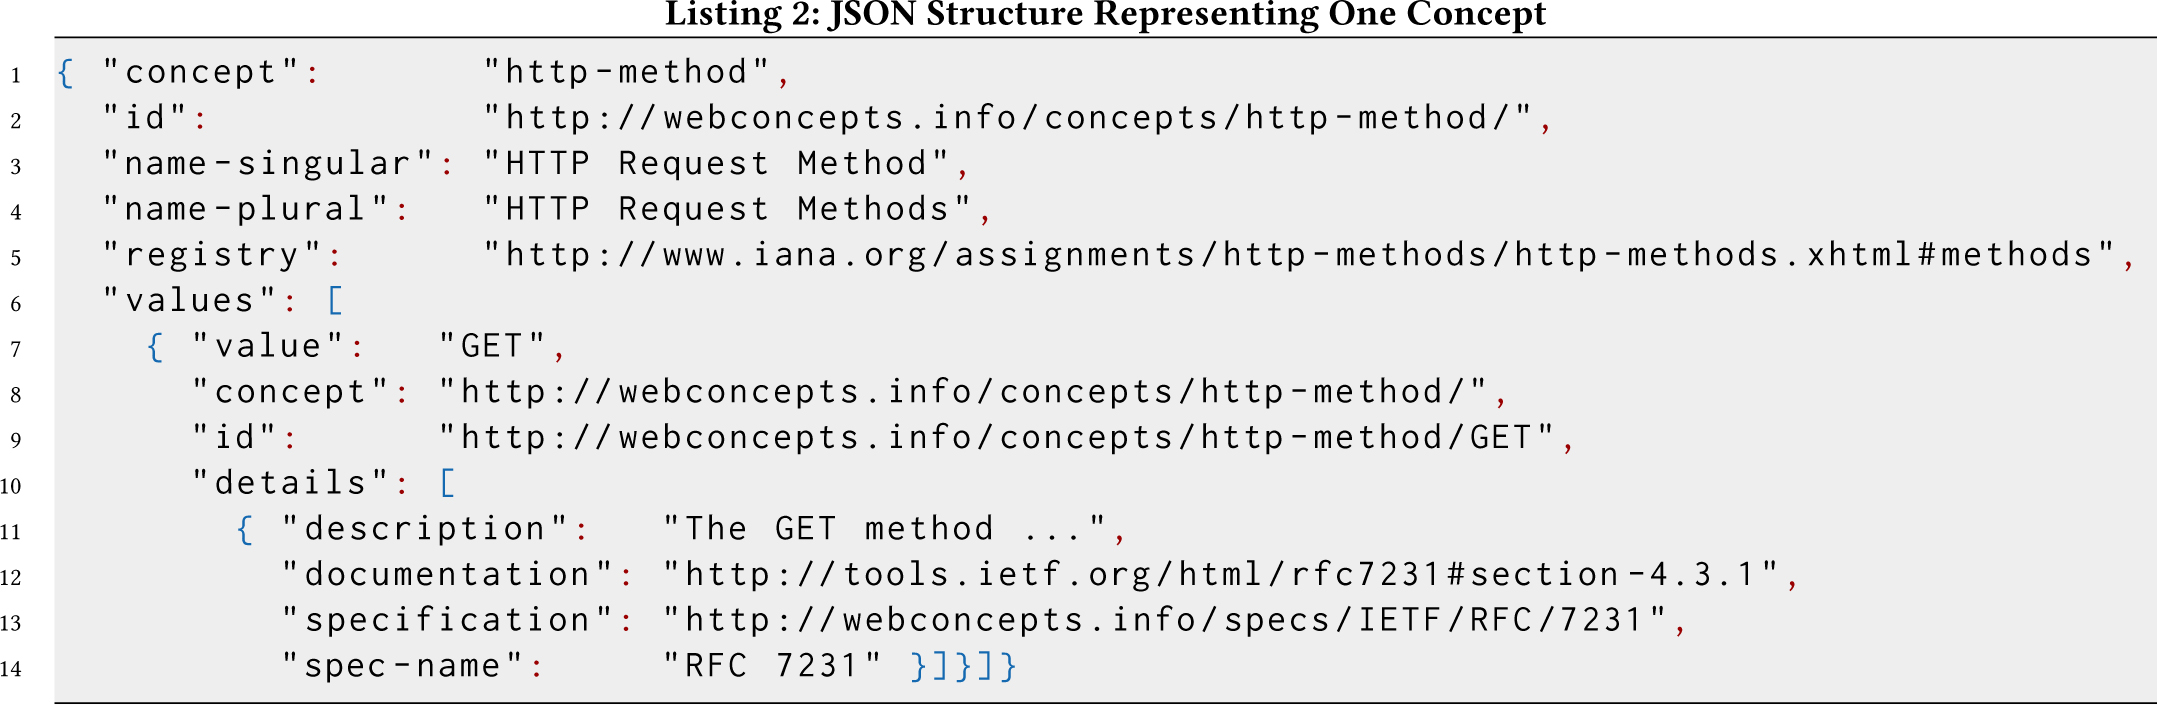 Listing 2: JSON Structure Representing One Concept
1 { "concept": "http-method",
2 "id": "http://webconcepts.info/concepts/http-method/",
3 "name-singular": "HTTP Request Method",
4 "name-plural": "HTTP Request Methods",
5 "registry": "http://www.iana.org/assignments/http-methods/http-methods.xhtml#methods",
6 "values": [
7 { "value": "GET",
8 "concept": "http://webconcepts.info/concepts/http-method/",
9 "id": "http://webconcepts.info/concepts/http-method/GET",
10 "details": [
11 { "description": "The GET method ...",
12 "documentation": "http://tools.ietf.org/html/rfc7231#section-4.3.1",
13 "specification": "http://webconcepts.info/specs/IETF/RFC/7231",
14 "spec-name": "RFC 7231" }]}]}